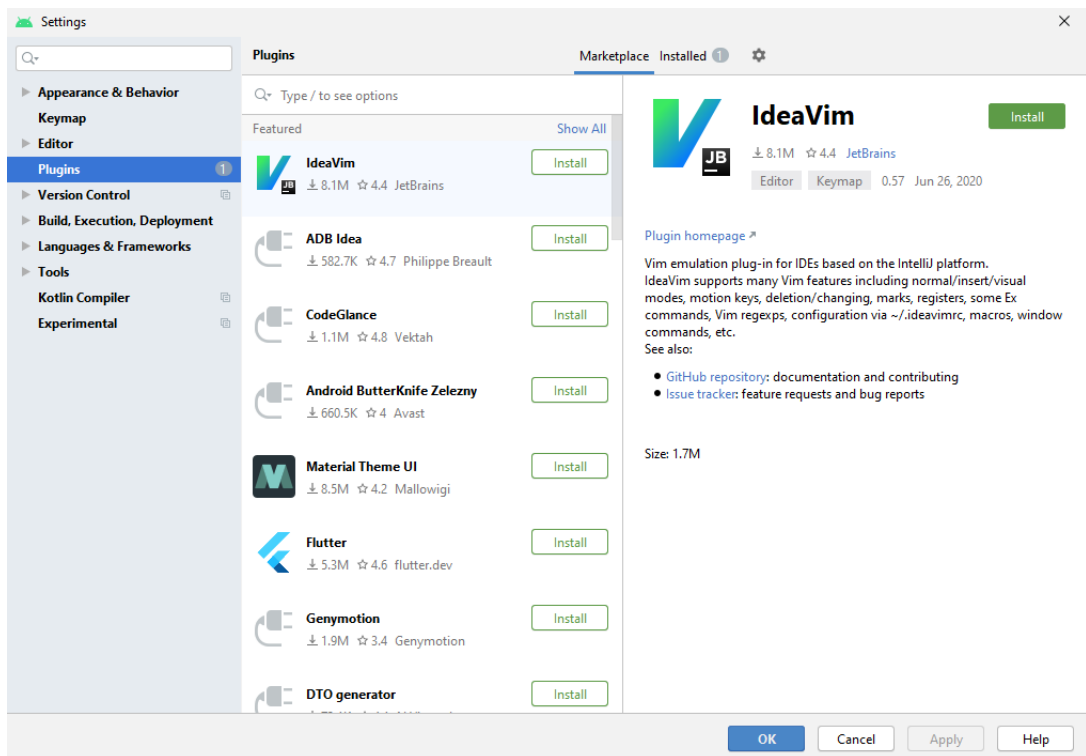 Settings
Plugins
Marketplace Installed 1
Appearance & Behavior
Keymap
Editor
Plugins 1
Version Control
Build, Execution, Deployment
Languages & Frameworks
Tools
Kotlin Compiler
Experimental
Type / to see options
Featured Show All
IdeaVim Install
8.1M 4.4 JetBrains
JB
ADB Idea Install
582.7K 4.7 Philippe Breault
CodeGlance Install
1.1M 4.8 Vektah
Android ButterKnife Zelezny Install
660.5K 4 Avast
Material Theme UI Install
8.5M 4.2 Mallowigi
Flutter Install
5.3M 4.6 flutter.dev
Genymotion Install
1.9M 3.4 Genymotion
DTO generator Install
JB
IdeaVim Install
8.1M 4.4 JetBrains
Editor Keymap 0.57 Jun 26, 2020
Plugin homepage
Vim emulation plug-in for IDEs based on the IntelliJ platform.
IdeaVim supports many Vim features including normal/insert/visual
modes, motion keys, deletion/changing, marks, registers, some Ex
commands, Vim regexps, configuration via ~/.ideavimrc, macros, window
commands, etc.
See also:
• GitHub repository: documentation and contributing
• Issue tracker: feature requests and bug reports
Size: 1.7M
OK Cancel Apply Help